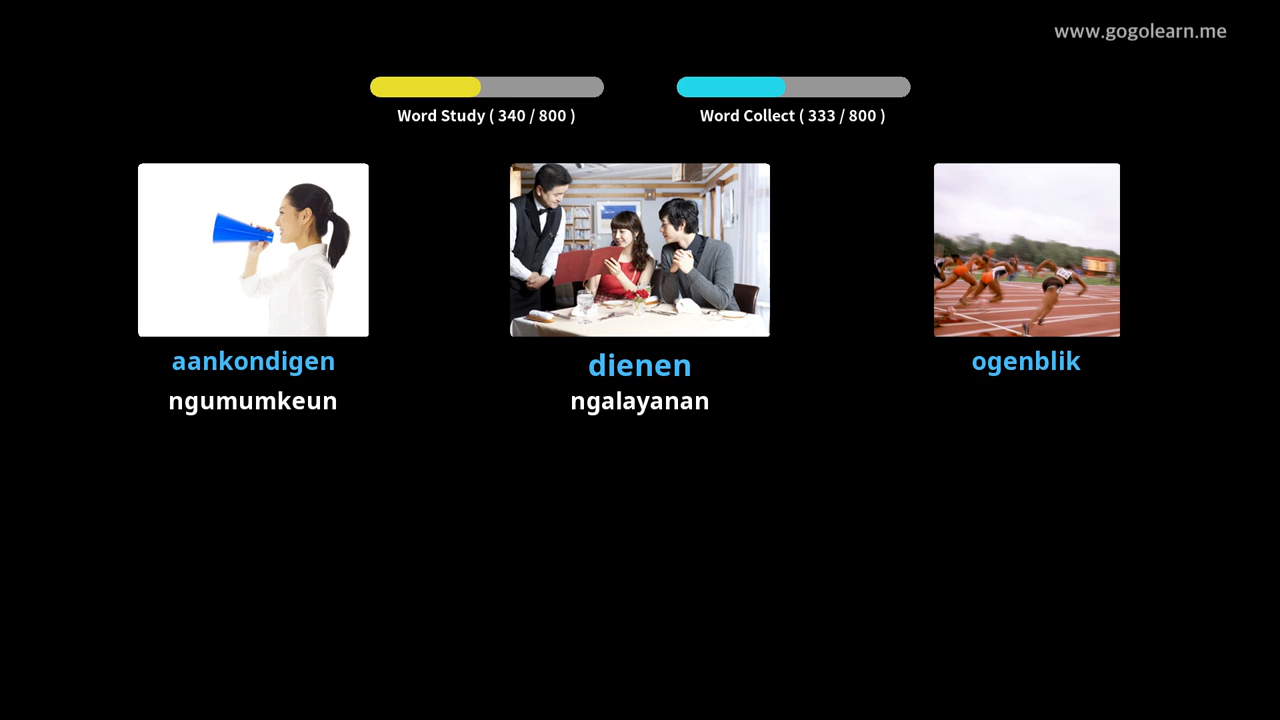 www.gogolearn.me
Word Study ( 340 / 800 )
Word Collect ( 333 / 800 )
aankondigen
dienen
ogenblik
ngumumkeun
ngalayanan